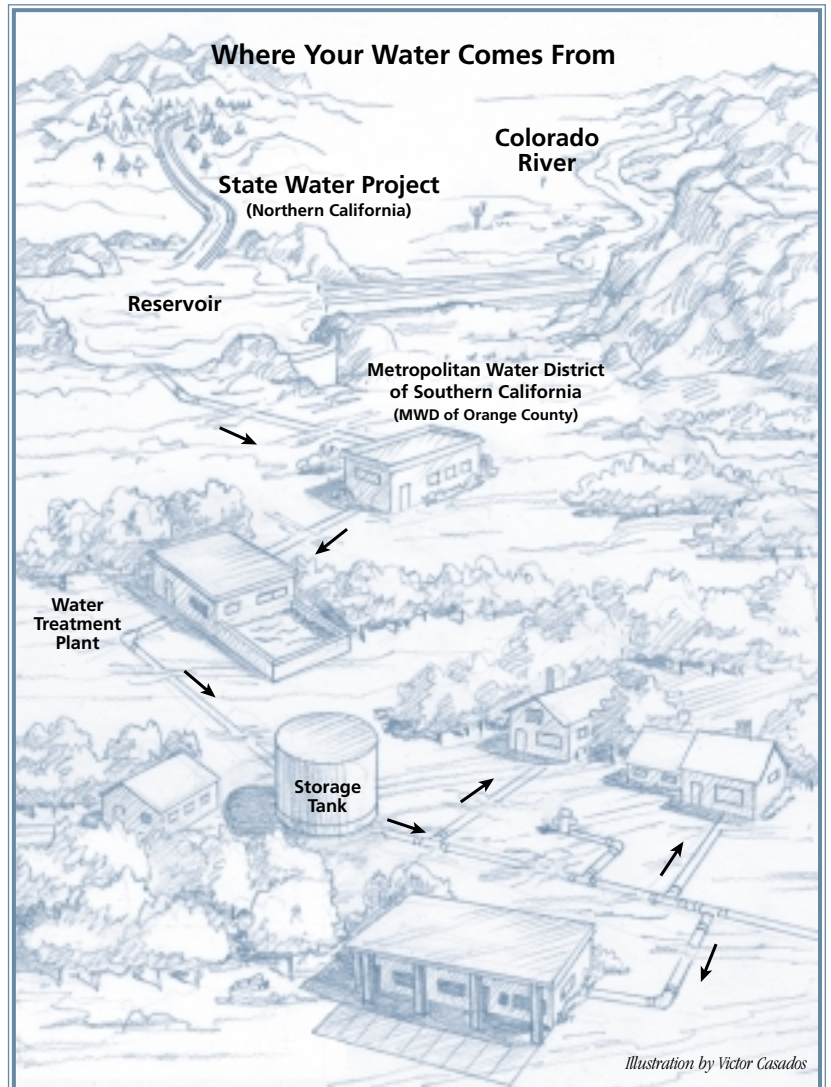 Where Your Water Comes From
Colorado
River
State Water Project
(Northern California)
Reservoir
Metropolitan Water District
of Southern California
(MWD of Orange County)
Water
Treatment
Plant
Storage
Tank
Illustration by Victor Casados